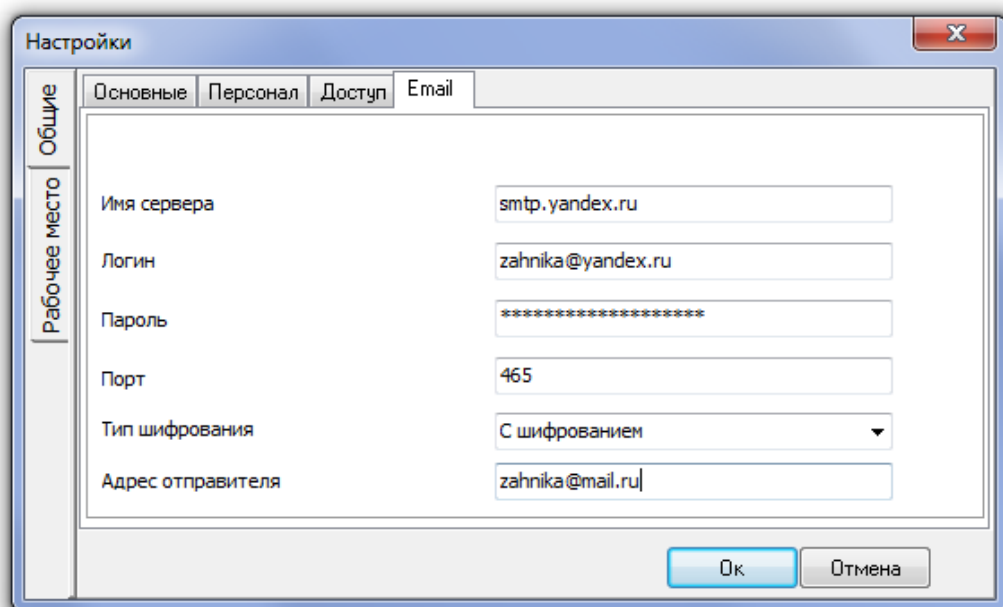 Настройки
Общие
Рабочее место
Основные Персонал Доступ Email
Имя сервера smtp.yandex.ru
Логин zahnika@yandex.ru
Пароль *******************
Порт 465
Тип шифрования С шифрованием
Адрес отправителя zahnika@mail.ru
Ок Отмена